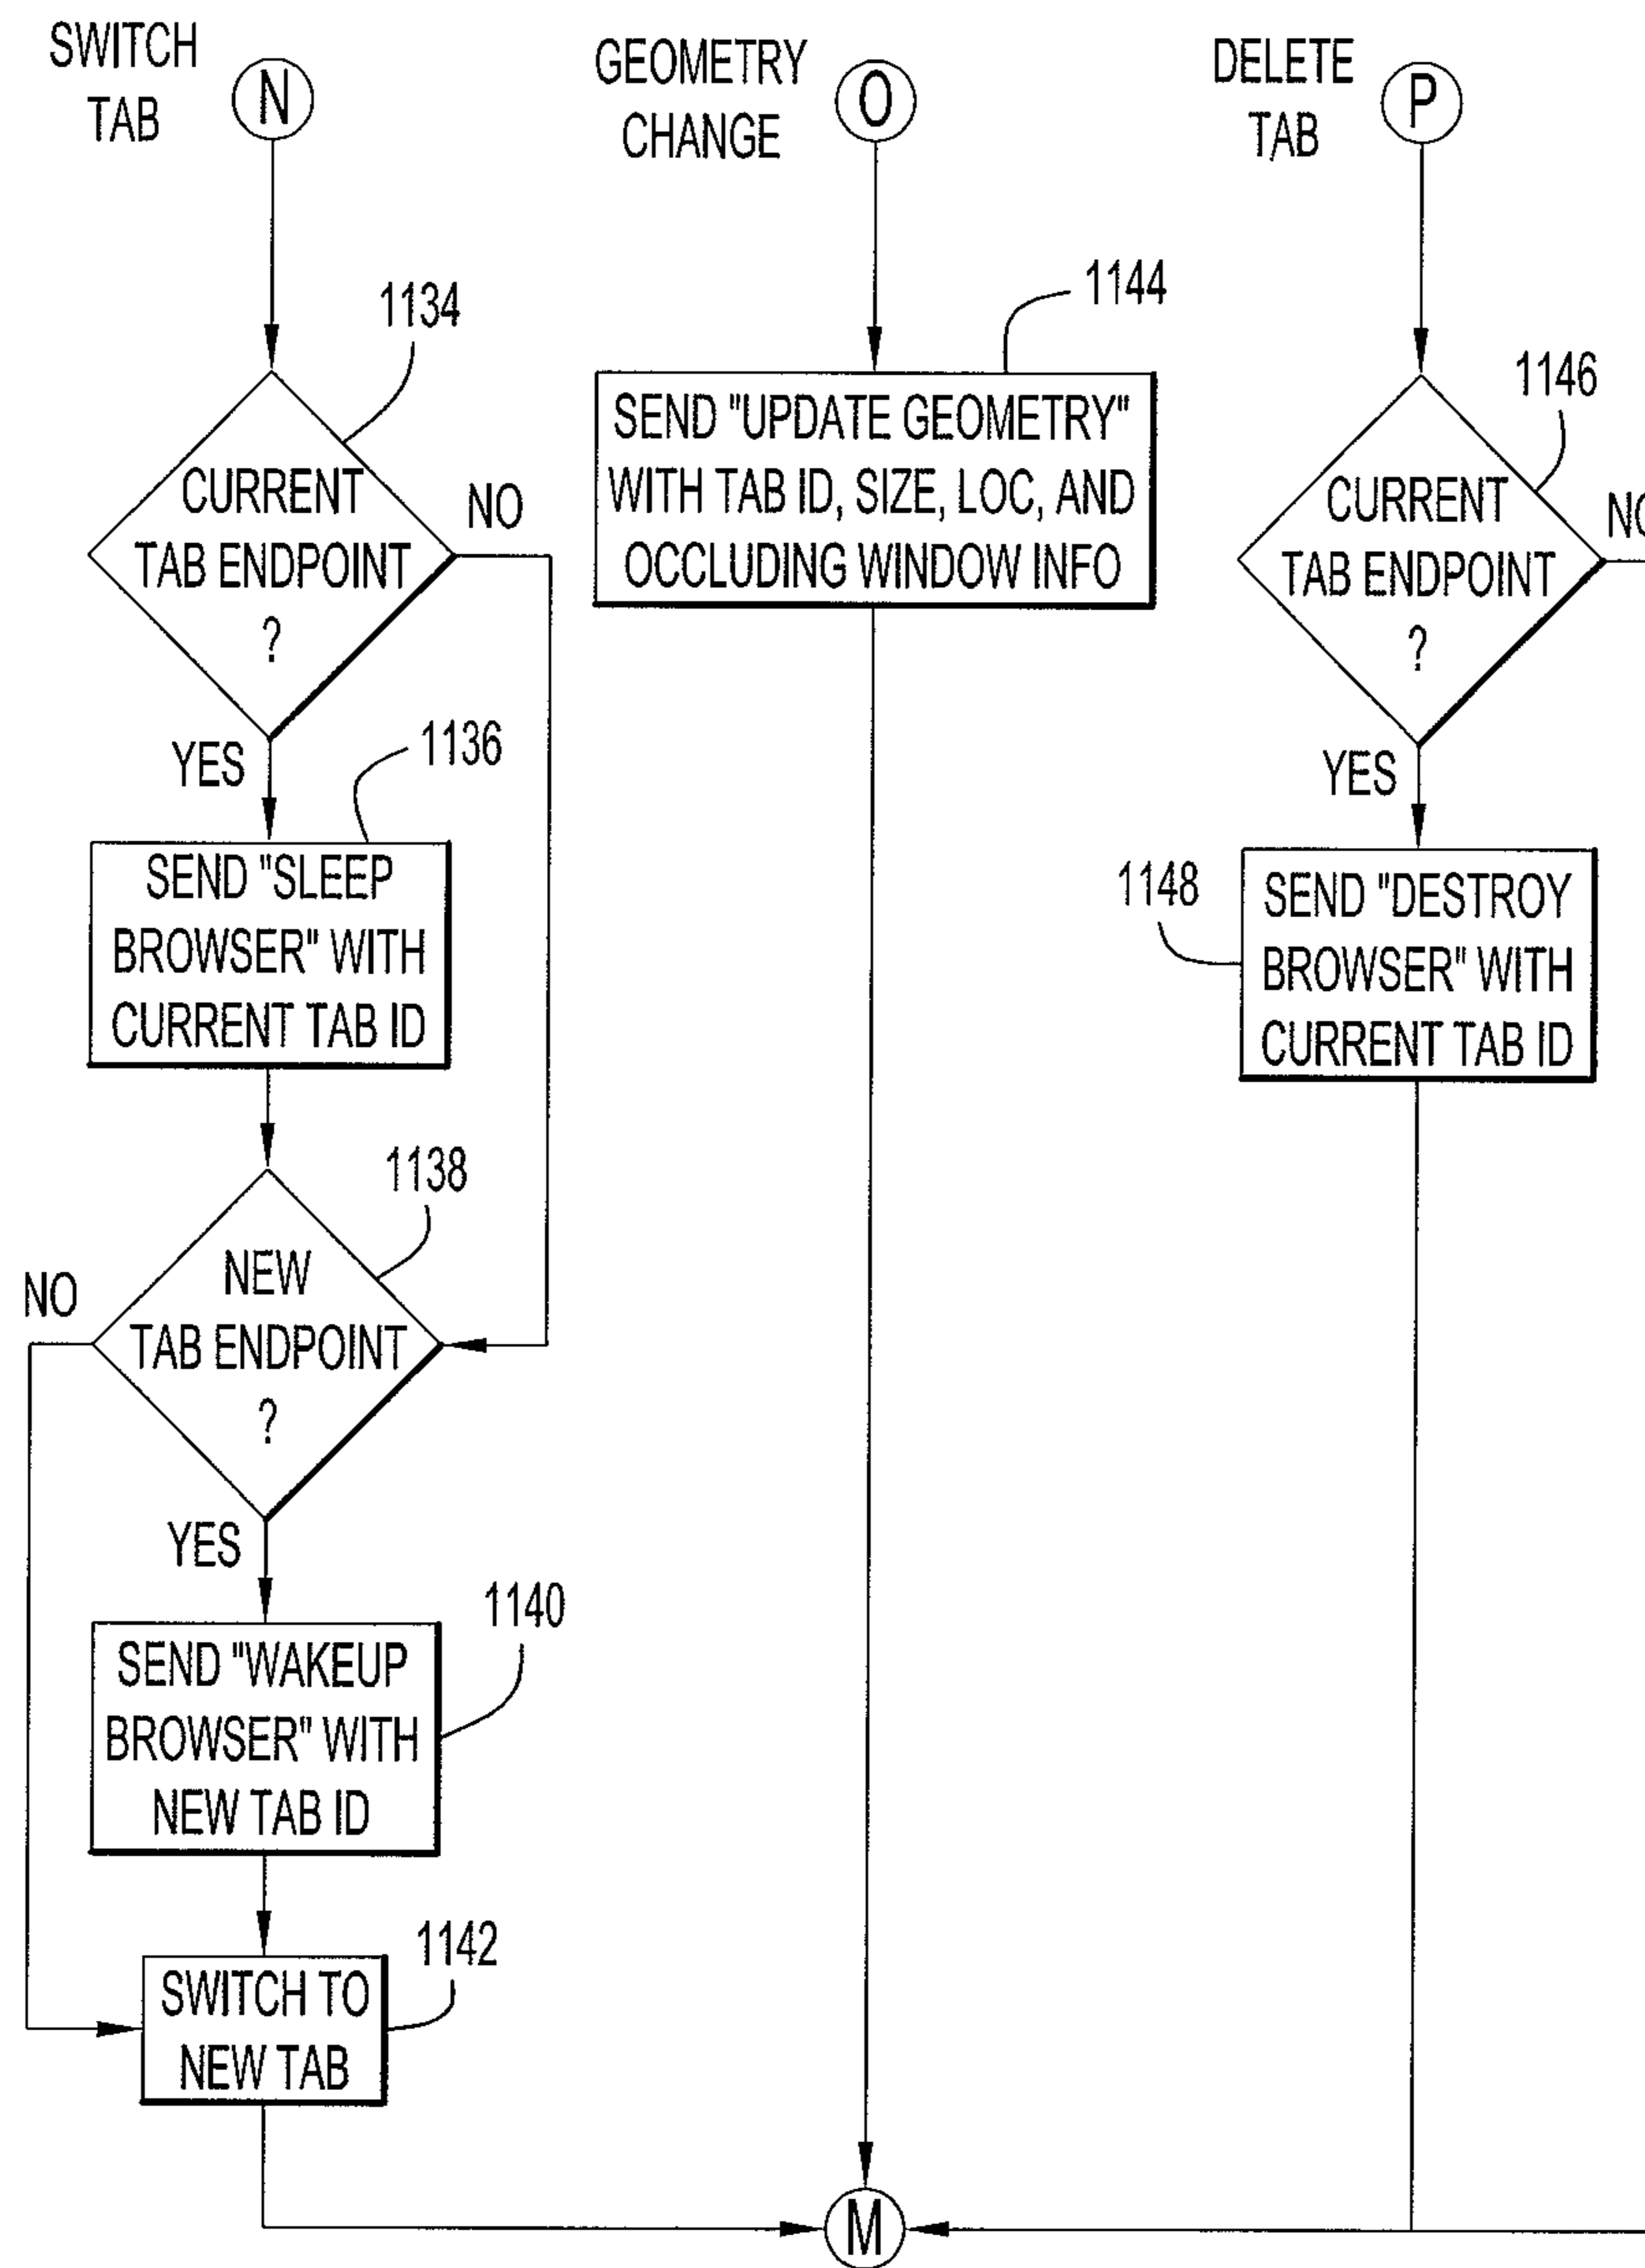 SWITCH
TAB
N
1134
CURRENT
TAB ENDPOINT
?
NO
YES
1136
SEND "SLEEP
BROWSER" WITH
CURRENT TAB ID
1138
NEW
TAB ENDPOINT
?
NO
YES
1140
SEND "WAKEUP
BROWSER" WITH
NEW TAB ID
1142
SWITCH TO
NEW TAB
GEOMETRY
CHANGE
O
1144
SEND "UPDATE GEOMETRY"
WITH TAB ID, SIZE, LOC, AND
OCCLUDING WINDOW INFO
DELETE
TAB
P
1146
CURRENT
TAB ENDPOINT
?
NO
YES
1148
SEND "DESTROY
BROWSER" WITH
CURRENT TAB ID
M